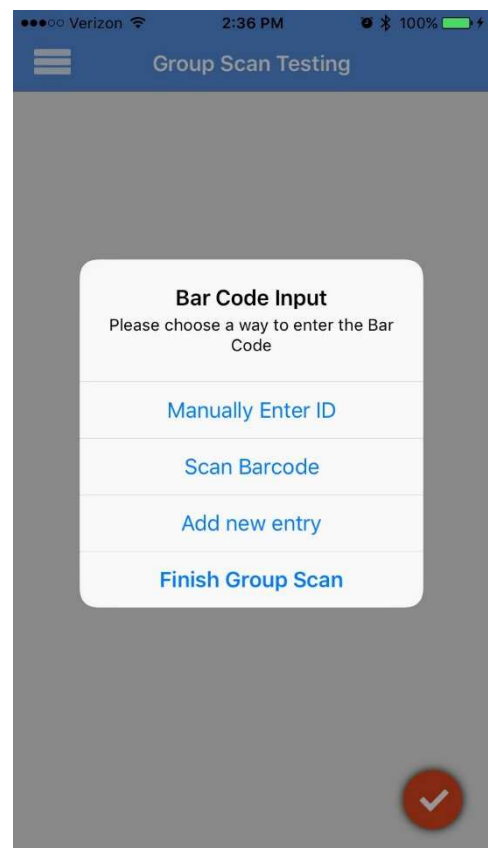 Verizon 2:36 PM 100%
Group Scan Testing
Bar Code Input
Please choose a way to enter the Bar
Code
Manually Enter ID
Scan Barcode
Add new entry
Finish Group Scan